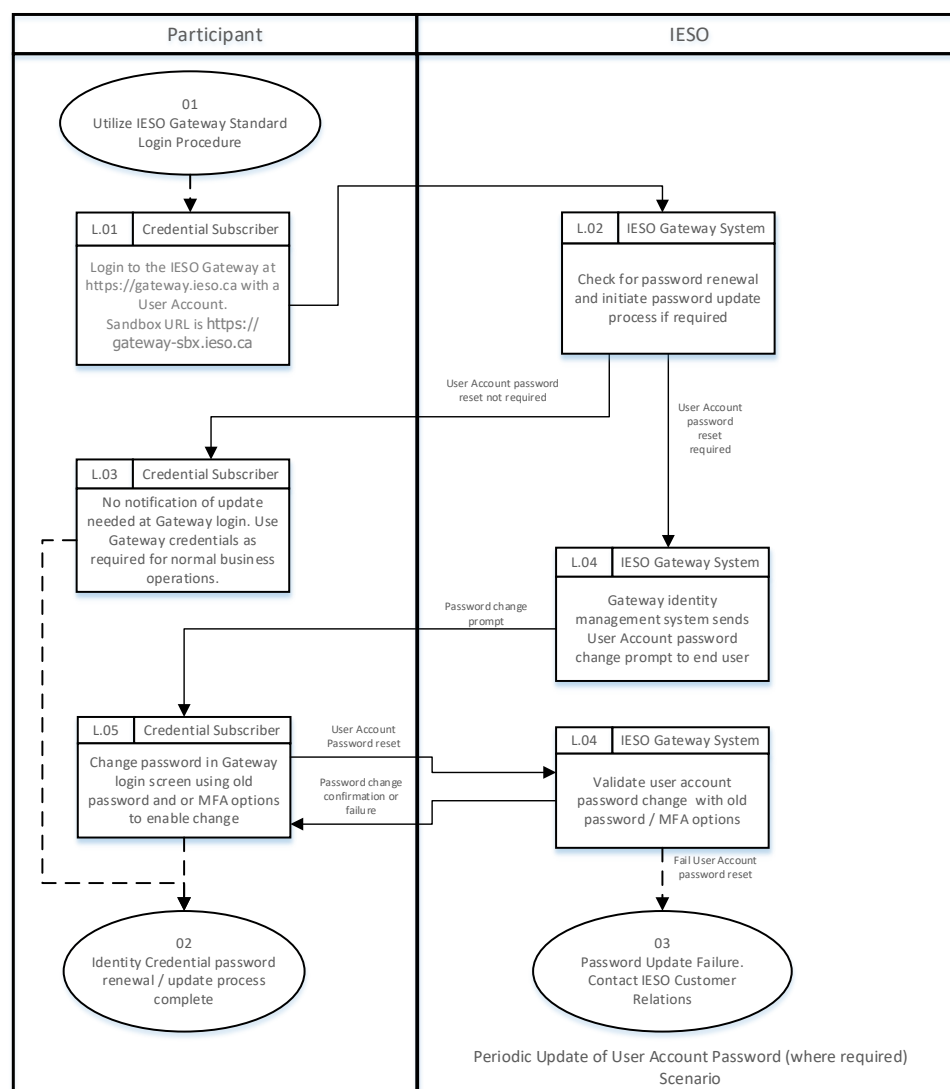 Participant
IESO
01
Utilize IESO Gateway Standard
Login Procedure
L.01
Credential Subscriber
Login to the IESO Gateway at
https://gateway.ieso.ca with a
User Account.
Sandbox URL is https://
gateway-sbx.ieso.ca
L.02
IESO Gateway System
Check for password renewal
and initiate password update
process if required
User Account password
reset not required
User Account
password
reset
required
L.03
Credential Subscriber
No notification of update
needed at Gateway login. Use
Gateway credentials as
required for normal business
operations.
L.04
IESO Gateway System
Gateway identity
management system sends
User Account password
change prompt to end user
Password change
prompt
L.05
Credential Subscriber
Change password in Gateway
login screen using old
password and or MFA options
to enable change
User Account
Password reset
Password change
confirmation or
failure
L.04
IESO Gateway System
Validate user account
password change with old
password / MFA options
Fail User Account
password reset
02
Identity Credential password
renewal / update process
complete
03
Password Update Failure.
Contact IESO Customer
Relations
Periodic Update of User Account Password (where required)
Scenario